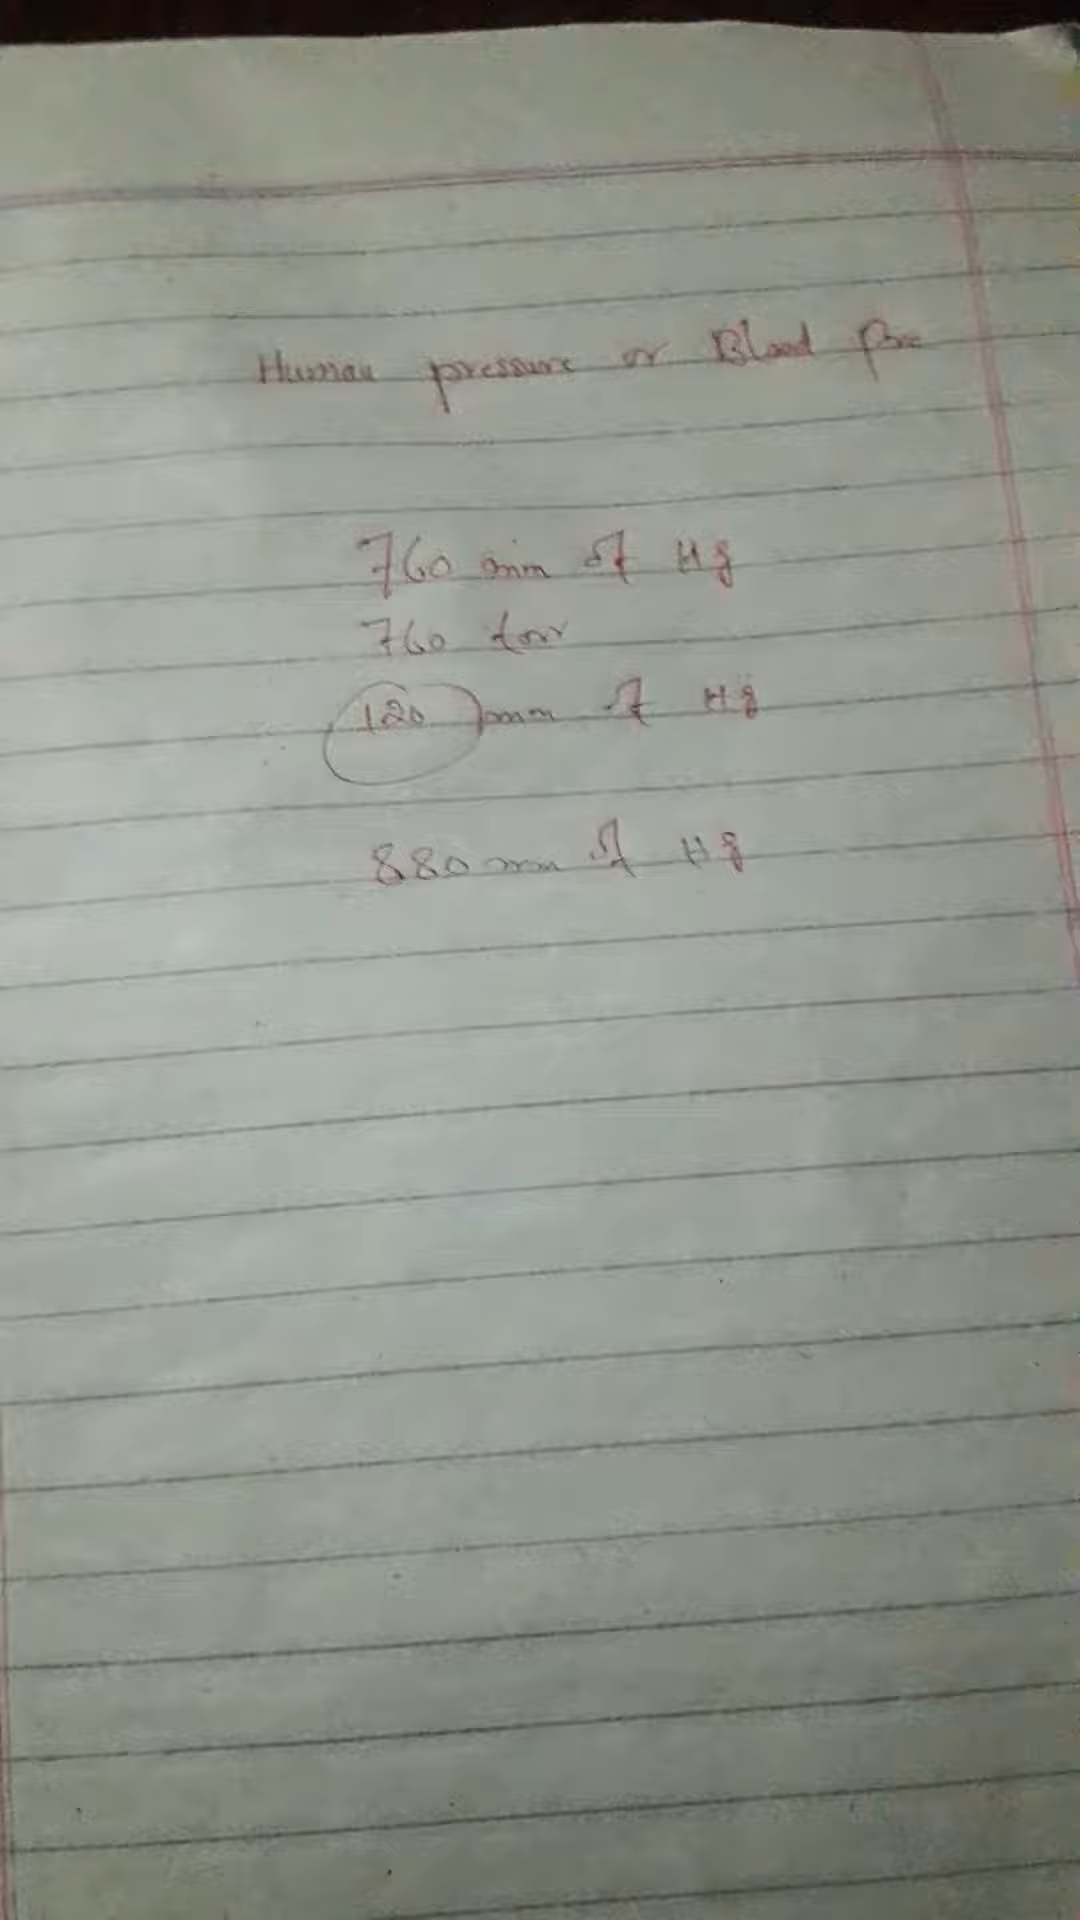 Human pressure or Blood Pre
760 mm of Hg
760 torr
120 mm of Hg
880 mm of Hg